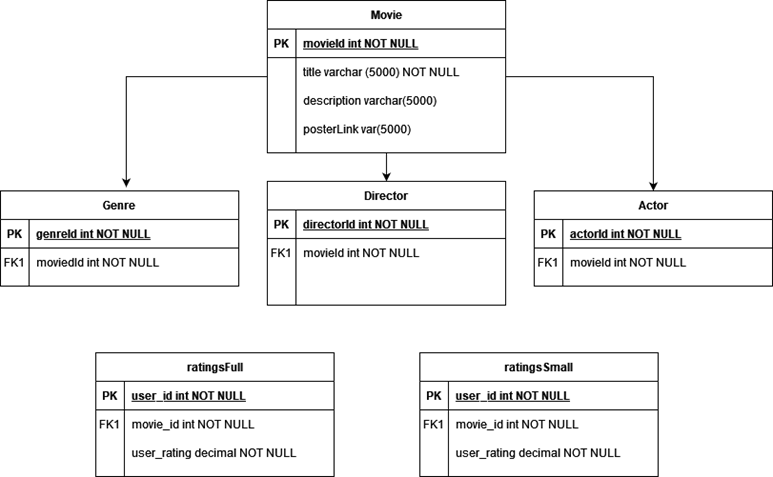 Movie
PK movieId int NOT NULL
title varchar (5000) NOT NULL
description varchar(5000)
posterLink var(5000)
Genre
PK genreId int NOT NULL
FK1 moviedId int NOT NULL
Director
PK directorId int NOT NULL
FK1 movieId int NOT NULL
Actor
PK actorId int NOT NULL
FK1 movieId int NOT NULL
ratingsFull
PK user_id int NOT NULL
FK1 movie_id int NOT NULL
user_rating decimal NOT NULL
ratingsSmall
PK user_id int NOT NULL
FK1 movie_id int NOT NULL
user_rating decimal NOT NULL